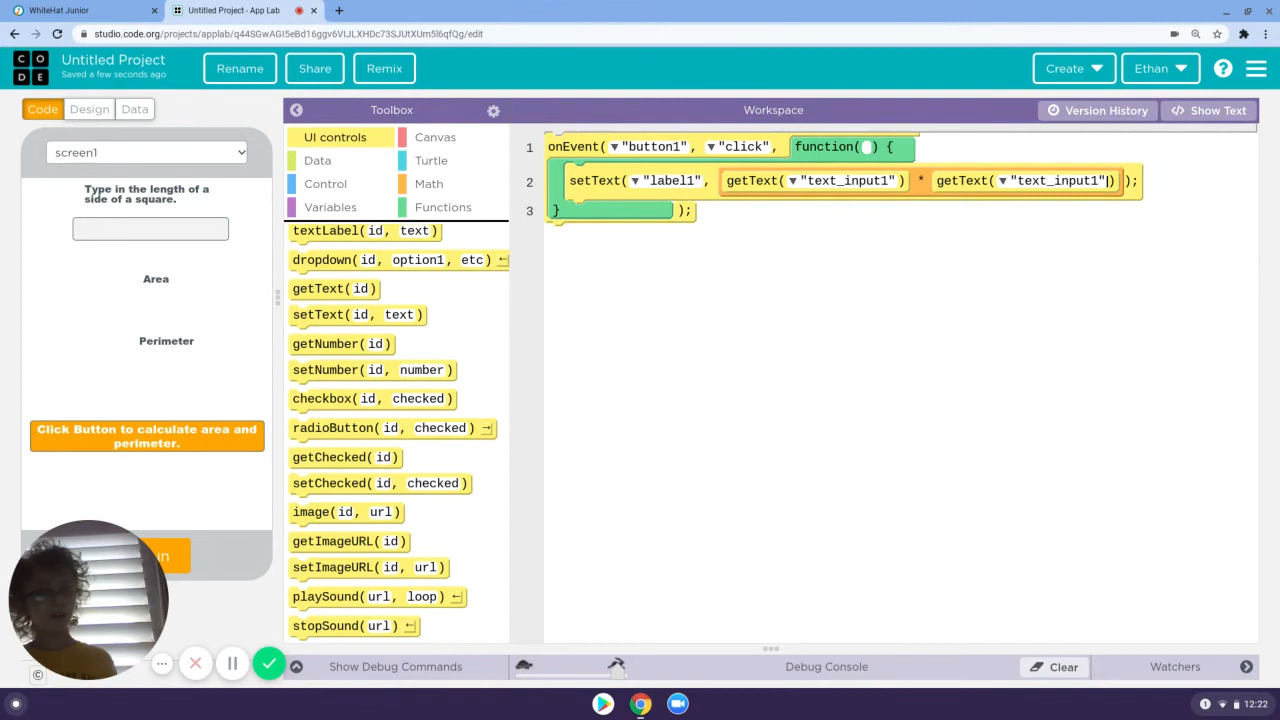 WhiteHat Junior × Untitled Project - App Lab × +
studio.code.org/projects/applab/q44SGwAGI5eBd16ggv6VIJLXHDc73SJUtXUm5l6qfQg/edit
C O D E
Untitled Project
Saved a few seconds ago
Rename Share Remix Create Ethan ?
Code Design Data Toolbox Workspace Version History </> Show Text
screen1
Type in the length of a
side of a square.
Area
Perimeter
Click Button to calculate area and
perimeter.
UI controls Canvas
Data Turtle
Control Math
Variables Functions
textLabel(id, text)
dropdown(id, option1, etc)
getText(id)
setText(id, text)
getNumber(id)
setNumber(id, number)
checkbox(id, checked)
radioButton(id, checked)
getChecked(id)
setChecked(id, checked)
image(id, url)
getImageURL(id)
setImageURL(id, url)
playSound(url, loop)
stopSound(url)
1 onEvent(▼"button1", ▼"click", function( ) {
2 setText(▼"label1", getText(▼"text_input1") * getText(▼"text_input1"));
3 } );
Show Debug Commands Debug Console Clear Watchers
1 12:22